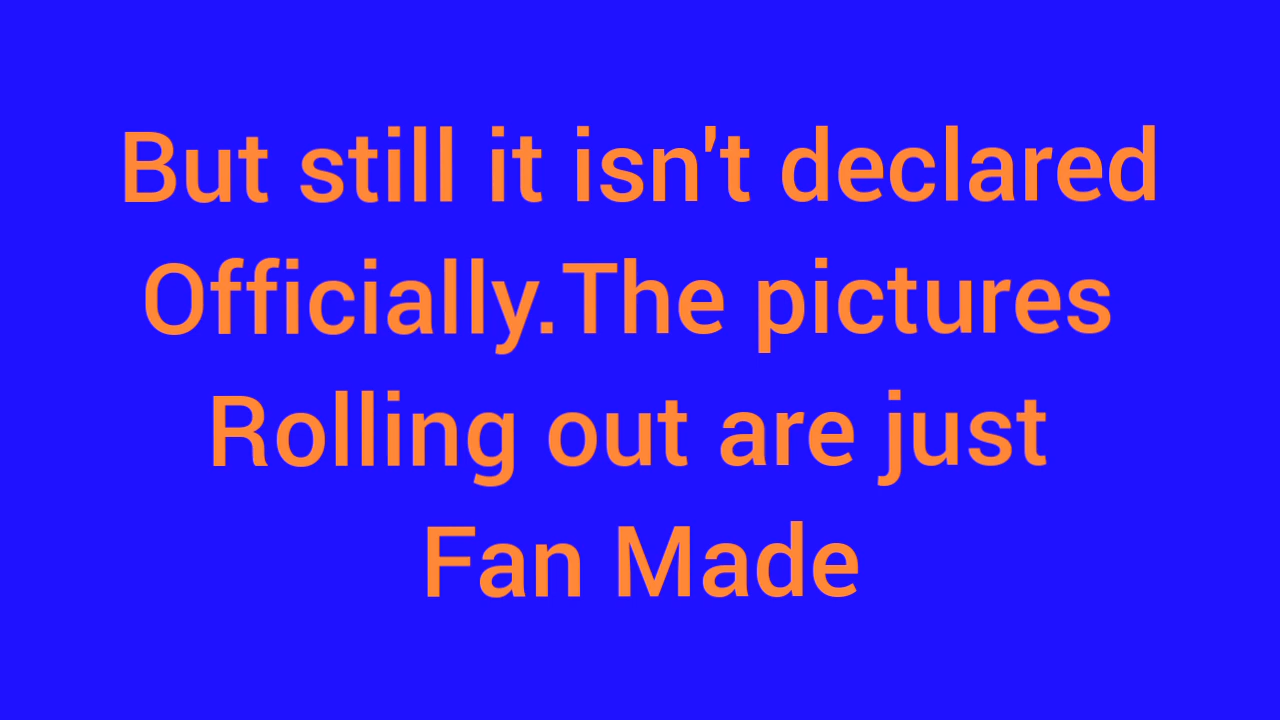 But still it isn't declared
Officially.The pictures
Rolling out are just
Fan Made